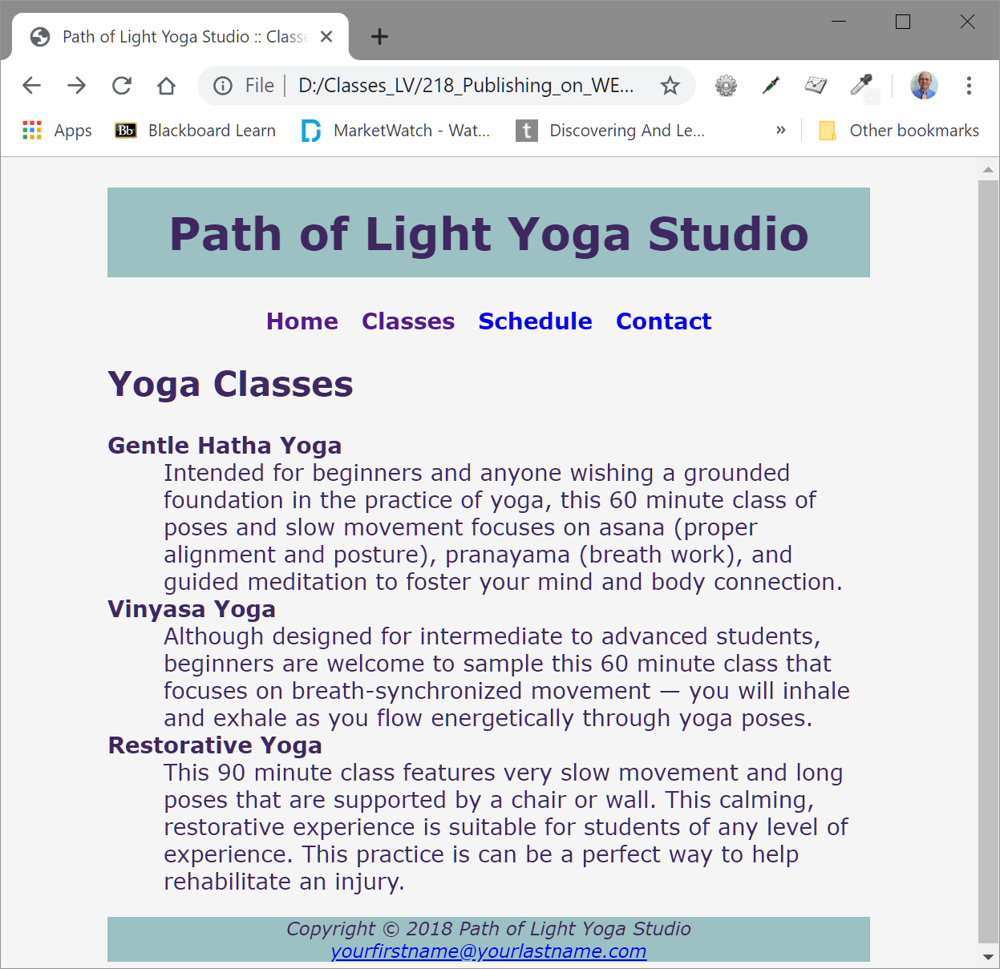 Path of Light Yoga Studio :: Classe
File D:/Classes_LV/218_Publishing_on_WE...
Apps Bb Blackboard Learn MarketWatch - Wat... t Discovering And Le... » Other bookmarks
Path of Light Yoga Studio
Home Classes Schedule Contact
Yoga Classes
Gentle Hatha Yoga
Intended for beginners and anyone wishing a grounded
foundation in the practice of yoga, this 60 minute class of
poses and slow movement focuses on asana (proper
alignment and posture), pranayama (breath work), and
guided meditation to foster your mind and body connection.
Vinyasa Yoga
Although designed for intermediate to advanced students,
beginners are welcome to sample this 60 minute class that
focuses on breath-synchronized movement — you will inhale
and exhale as you flow energetically through yoga poses.
Restorative Yoga
This 90 minute class features very slow movement and long
poses that are supported by a chair or wall. This calming,
restorative experience is suitable for students of any level of
experience. This practice is can be a perfect way to help
rehabilitate an injury.
Copyright © 2018 Path of Light Yoga Studio
yourfirstname@yourlastname.com